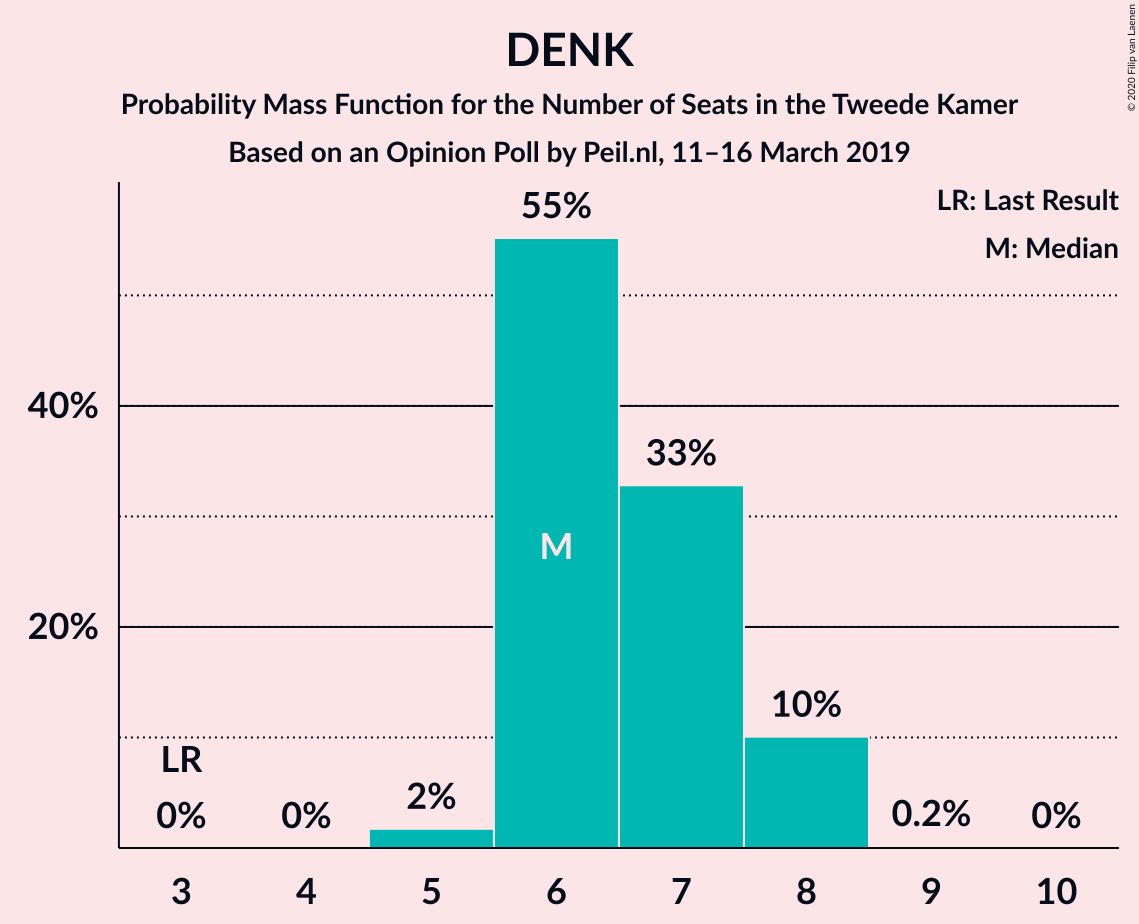 DENK
Probability Mass Function for the Number of Seats in the Tweede Kamer
Based on an Opinion Poll by Peil.nl, 11–16 March 2019
© 2020 Filip van Laenen
LR: Last Result
M: Median
55%
40%
33%
M
20%
10%
LR
0%
0%
2%
0.2%
0%
3
4
5
6
7
8
9
10